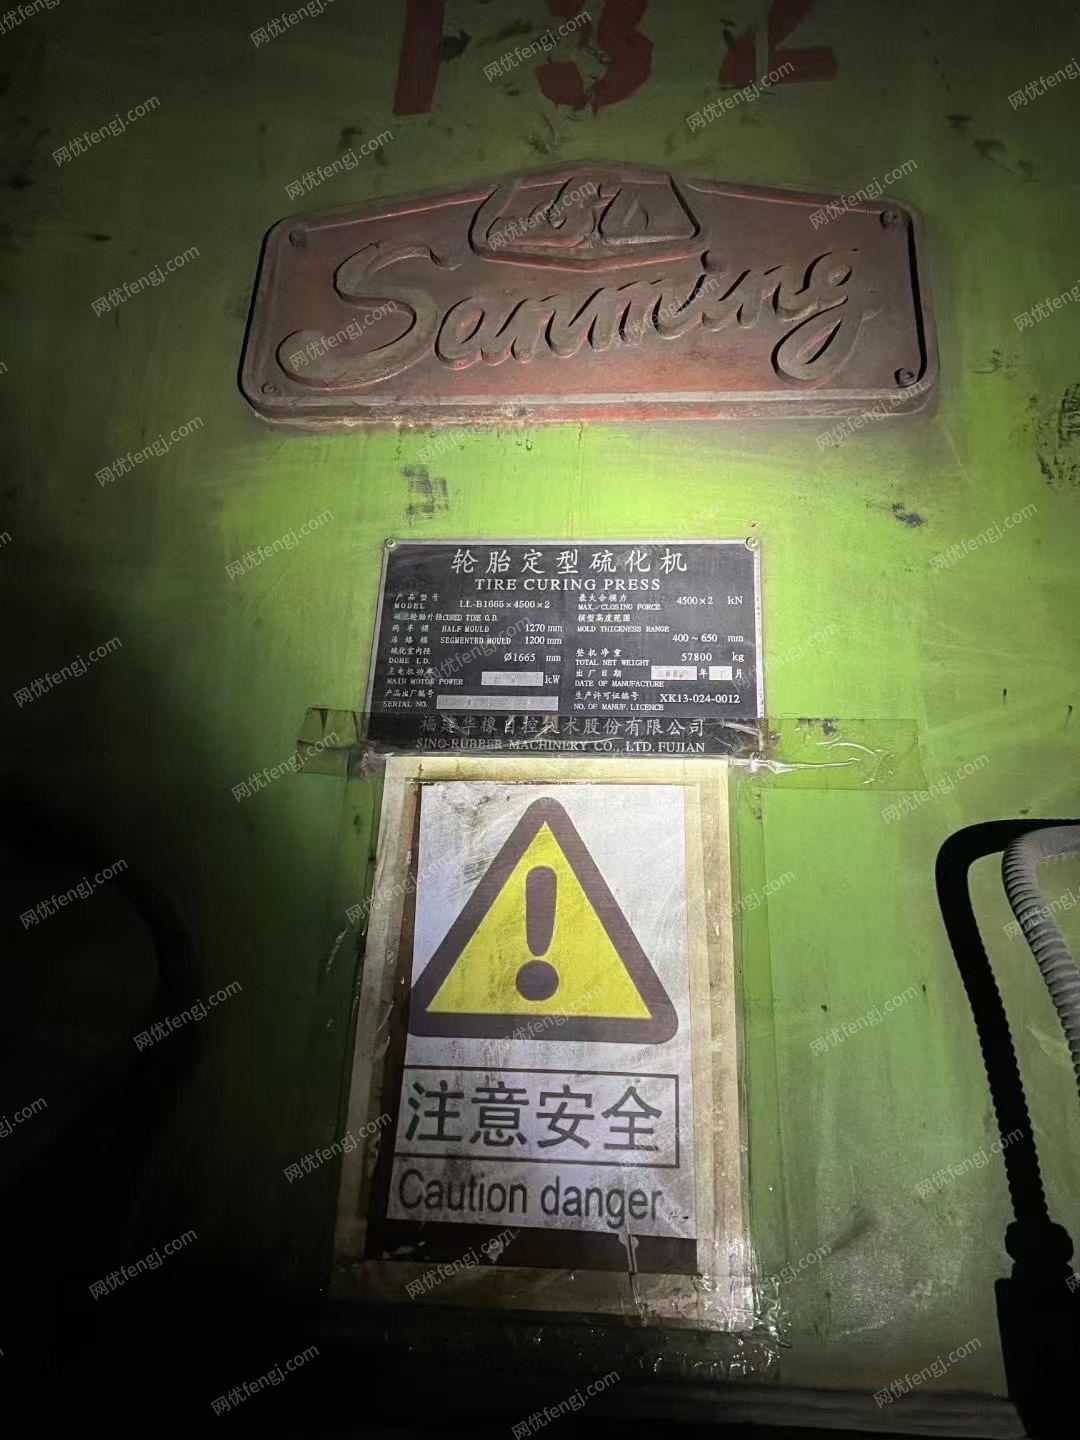 132
Sanming
轮胎定型硫化机
TIRE CURING PRESS
产品型号
MODEL LL-B1665×4500×2
硫化轮胎外径CURED TIRE O.D.
两半模 HALF MOULD 1270 mm
活络模 SEGMENTED MOULD 1200 mm
硫化室内径
DOME I.D. Ø1665 mm
主电机功率
MAIN MOTOR POWER kW
产品出厂编号
SERIAL NO.
最大合模力
MAX. CLOSING FORCE 4500×2 kN
模型高度范围
MOLD THICKNESS RANGE
400~650 mm
整机净重
TOTAL NET WEIGHT 57800 kg
出厂日期 年 月
DATE OF MANUFACTURE
生产许可证编号
NO. OF MANUF. LICENCE XK13-024-0012
福建华橡自控技术股份有限公司
SINO-RUBBER MACHINERY CO., LTD. FUJIAN
注意安全
Caution danger
网优fengj.com